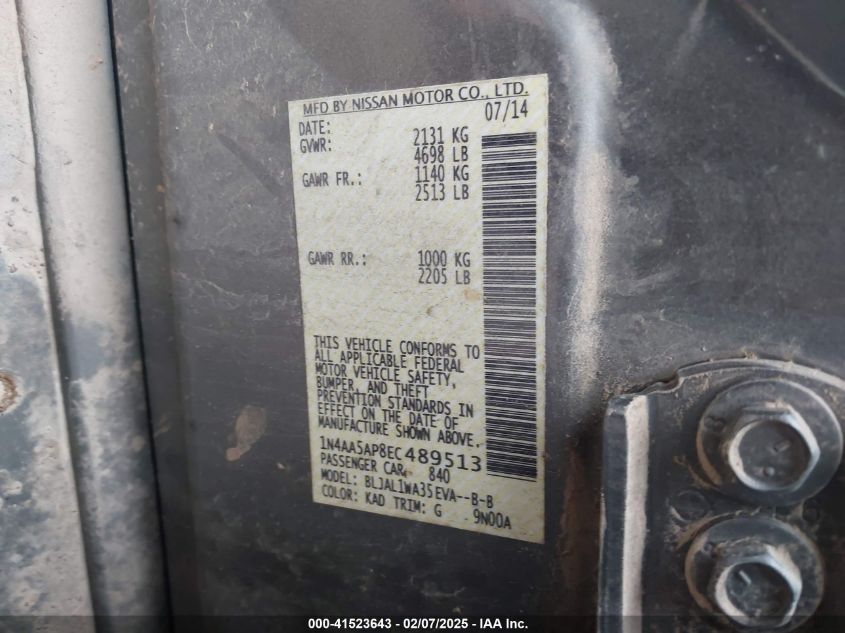 MFD BY NISSAN MOTOR CO., LTD.
DATE: 07/14
GVWR: 2131 KG
4698 LB
GAWR FR.: 1140 KG
2513 LB
GAWR RR.: 1000 KG
2205 LB
THIS VEHICLE CONFORMS TO
ALL APPLICABLE FEDERAL
MOTOR VEHICLE SAFETY,
BUMPER, AND THEFT
PREVENTION STANDARDS IN
EFFECT ON THE DATE OF
MANUFACTURE SHOWN ABOVE.
1N4AA5AP8EC489513
PASSENGER CAR. 840
MODEL: BLJAL1WA35EVA--B-B
COLOR: KAD TRIM: G - 9N00A
000-41523643 - 02/07/2025 - IAA Inc.